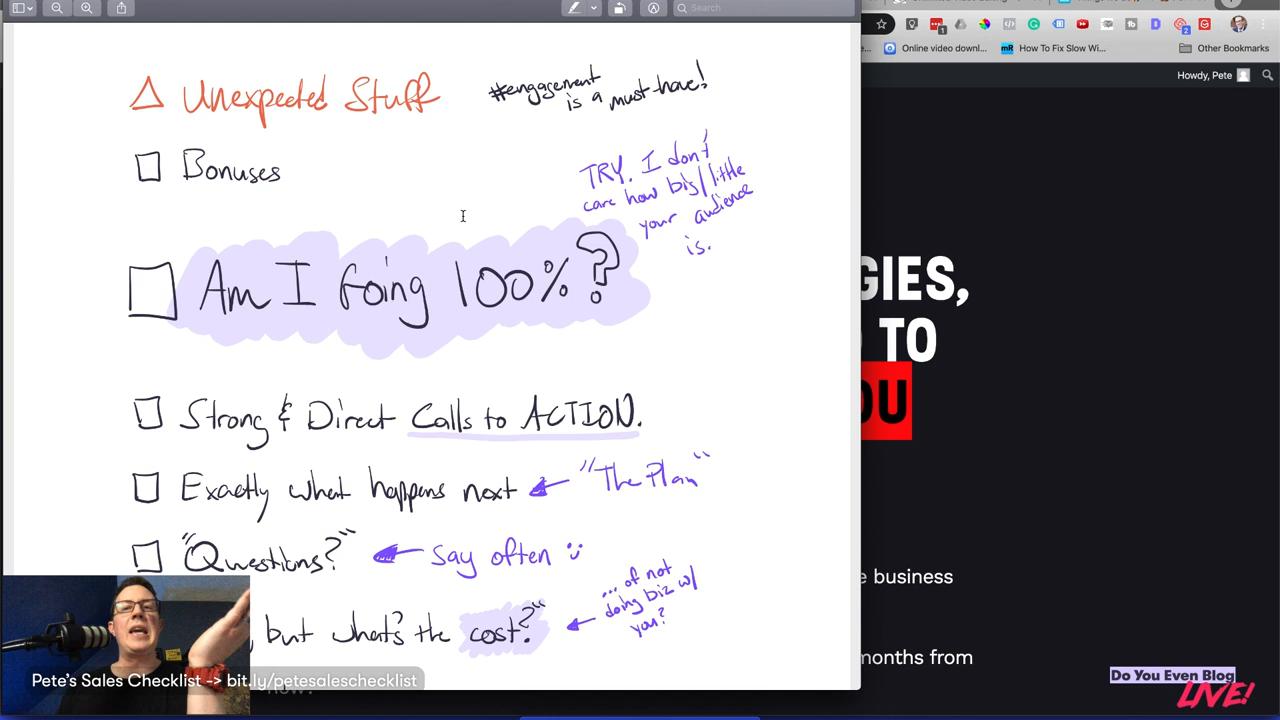 Search
Online video downl...
mR How To Fix Slow Wi...
Other Bookmarks
Howdy, Pete
△ Unexpected Stuff
#engagement
is a must-have!
Bonuses
TRY. I don't
care how big/little
your audience
is.
Am I Going 100%?
Strong & Direct Calls to ACTION.
Exactly what happens next
"The Plan"
"Questions?"
Say often
... of not
doing biz w/
you?
but what's? the cost?"
GIES,
TO
OU
e business
months from
now?
Pete's Sales Checklist -> bit.ly/petesaleschecklist
Do You Even Blog
LIVE!